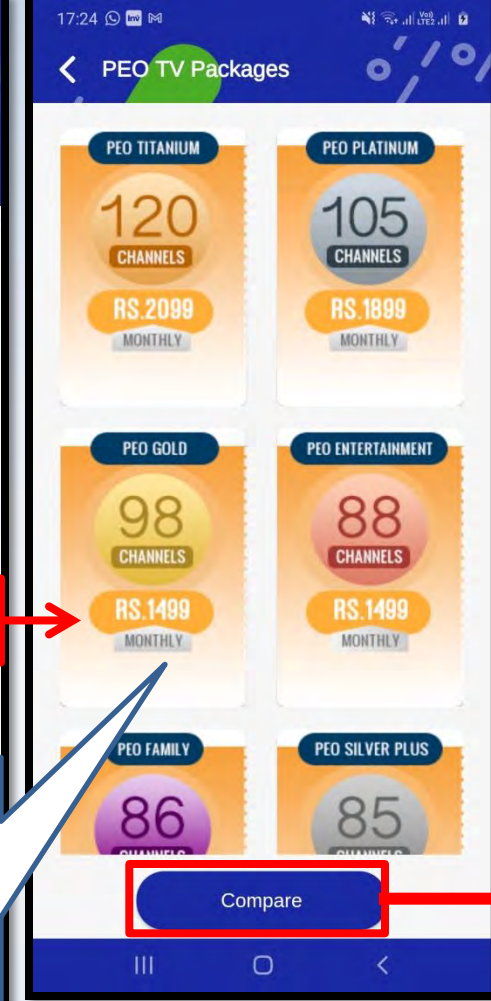 17:24
PEO TV Packages
PEO TITANIUM
120
CHANNELS
RS.2099
MONTHLY
PEO PLATINUM
105
CHANNELS
RS.1899
MONTHLY
PEO GOLD
98
CHANNELS
RS.1499
MONTHLY
PEO ENTERTAINMENT
88
CHANNELS
RS.1499
MONTHLY
PEO FAMILY
86
CHANNELS
PEO SILVER PLUS
85
CHANNELS
Compare